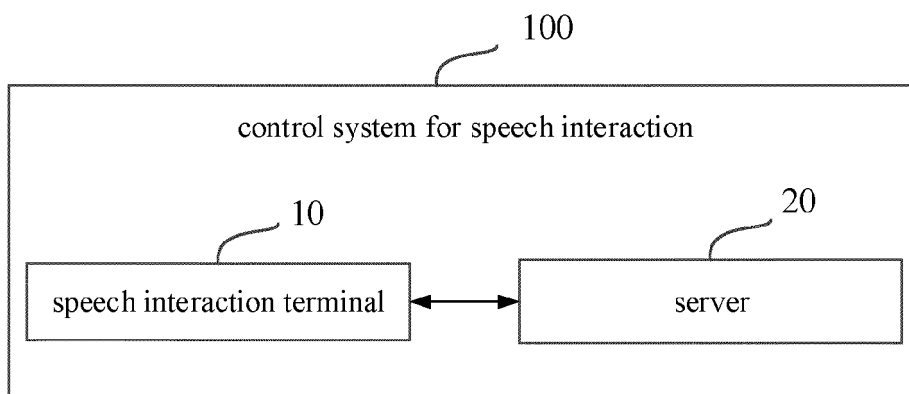 100
control system for speech interaction
10
20
speech interaction terminal
server